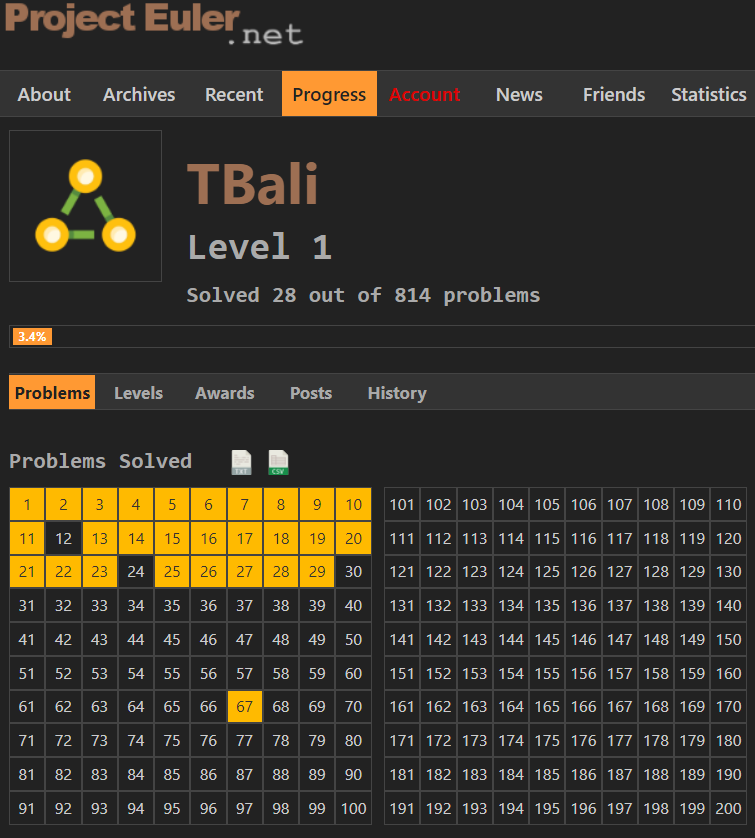 Project Euler
.net
About Archives Recent Progress Account News Friends Statistics
TBali
Level 1
Solved 28 out of 814 problems
3.4%
Problems Levels Awards Posts History
Problems Solved TXT CSV
1 2 3 4 5 6 7 8 9 10 101 102 103 104 105 106 107 108 109 110
11 12 13 14 15 16 17 18 19 20 111 112 113 114 115 116 117 118 119 120
21 22 23 24 25 26 27 28 29 30 121 122 123 124 125 126 127 128 129 130
31 32 33 34 35 36 37 38 39 40 131 132 133 134 135 136 137 138 139 140
41 42 43 44 45 46 47 48 49 50 141 142 143 144 145 146 147 148 149 150
51 52 53 54 55 56 57 58 59 60 151 152 153 154 155 156 157 158 159 160
61 62 63 64 65 66 67 68 69 70 161 162 163 164 165 166 167 168 169 170
71 72 73 74 75 76 77 78 79 80 171 172 173 174 175 176 177 178 179 180
81 82 83 84 85 86 87 88 89 90 181 182 183 184 185 186 187 188 189 190
91 92 93 94 95 96 97 98 99 100 191 192 193 194 195 196 197 198 199 200